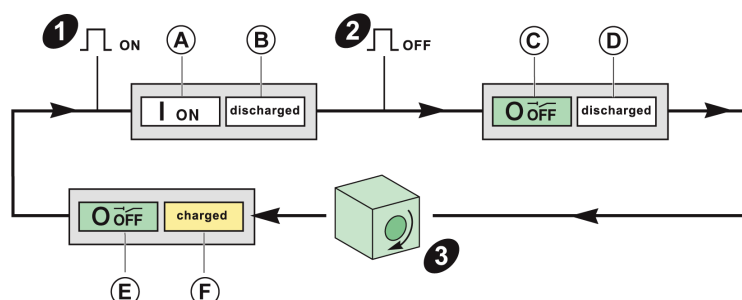 1 ON
A
B
2 OFF
C
D
I ON
discharged
O OFF
discharged
O OFF
charged
3
E
F